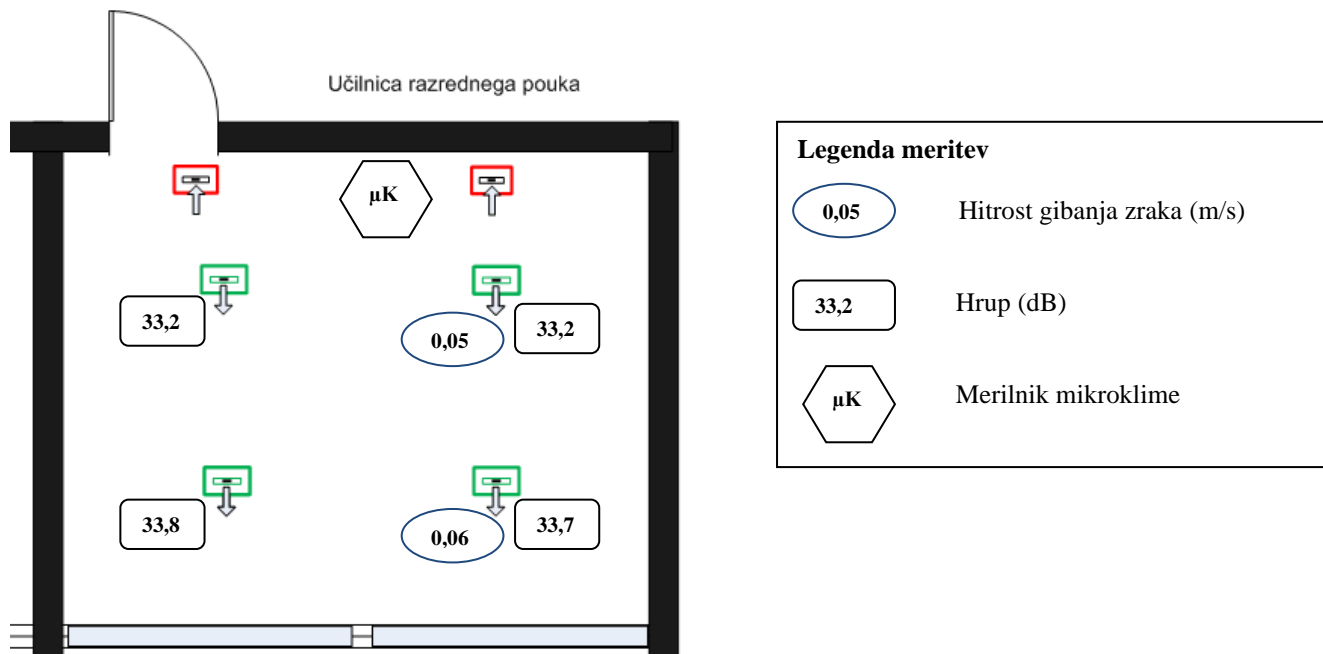 Učilnica razrednega pouka
µK
33,2
0,05
33,2
33,8
0,06
33,7
Legenda meritev
0,05 Hitrost gibanja zraka (m/s)
33,2 Hrup (dB)
µK Merilnik mikroklime